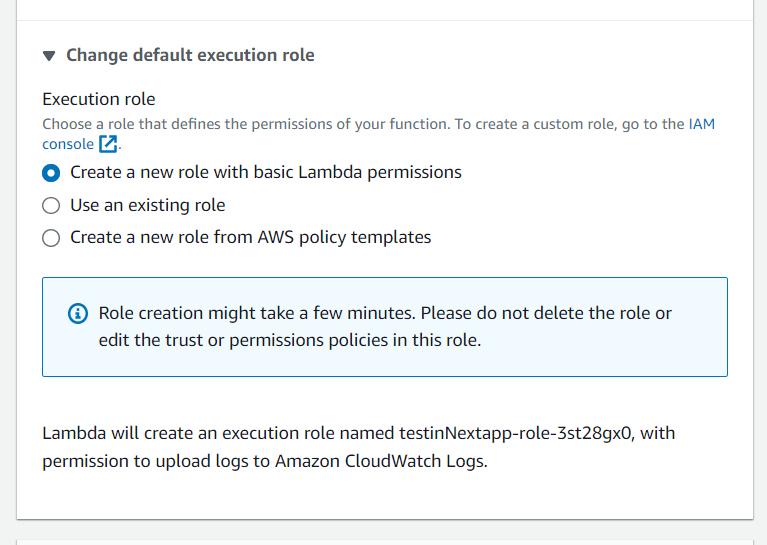 Change default execution role
Execution role
Choose a role that defines the permissions of your function. To create a custom role, go to the IAM
console.
Create a new role with basic Lambda permissions
Use an existing role
Create a new role from AWS policy templates
Role creation might take a few minutes. Please do not delete the role or
edit the trust or permissions policies in this role.
Lambda will create an execution role named testinNextapp-role-3st28gx0, with
permission to upload logs to Amazon CloudWatch Logs.